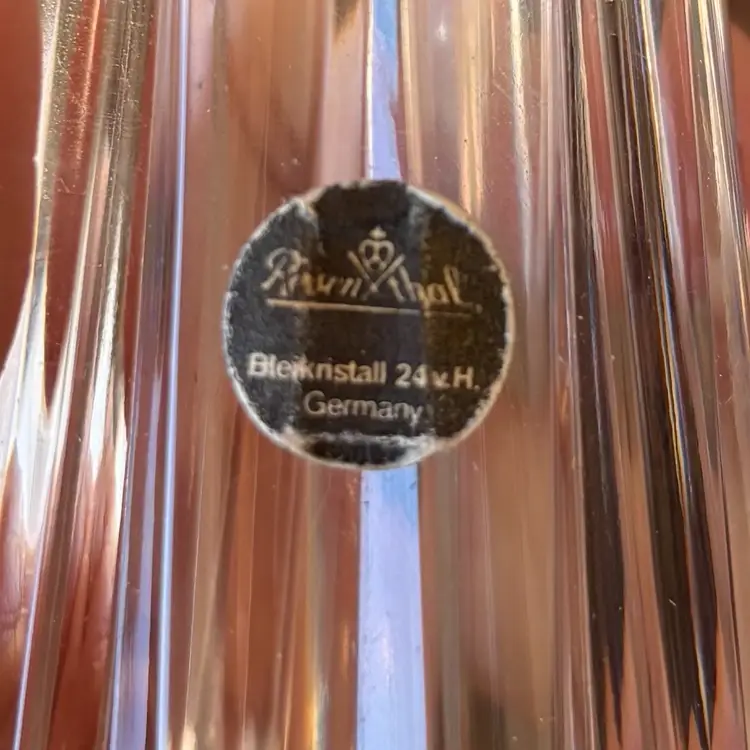 Rosenthal
Bleikristall 24 v.H.
Germany